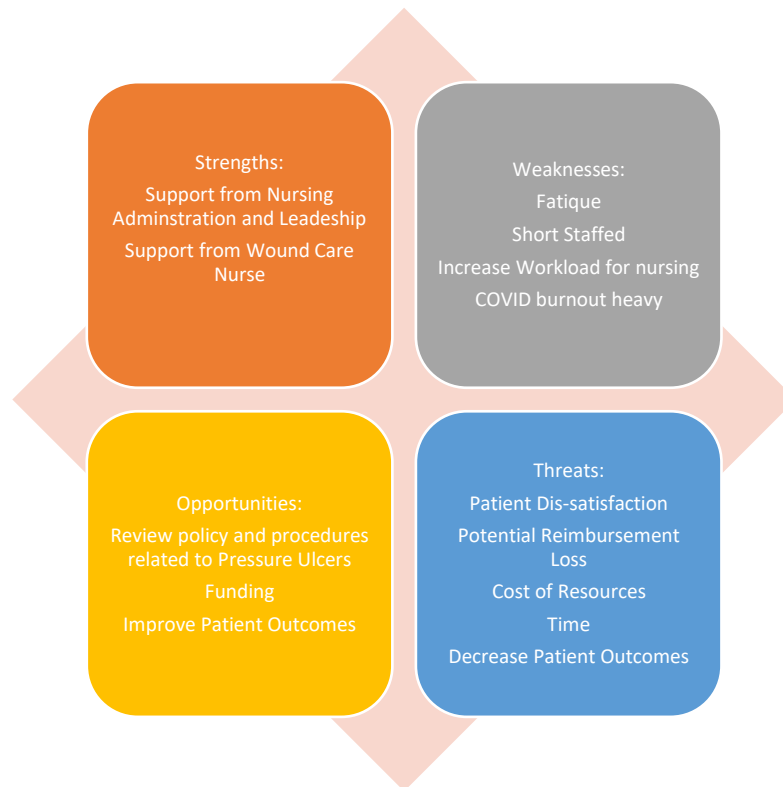 Strengths:
Support from Nursing
Adminstration and Leadeship
Support from Wound Care
Nurse
Weaknesses:
Fatique
Short Staffed
Increase Workload for nursing
COVID burnout heavy
Opportunities:
Review policy and procedures
related to Pressure Ulcers
Funding
Improve Patient Outcomes
Threats:
Patient Dis-satisfaction
Potential Reimbursement
Loss
Cost of Resources
Time
Decrease Patient Outcomes